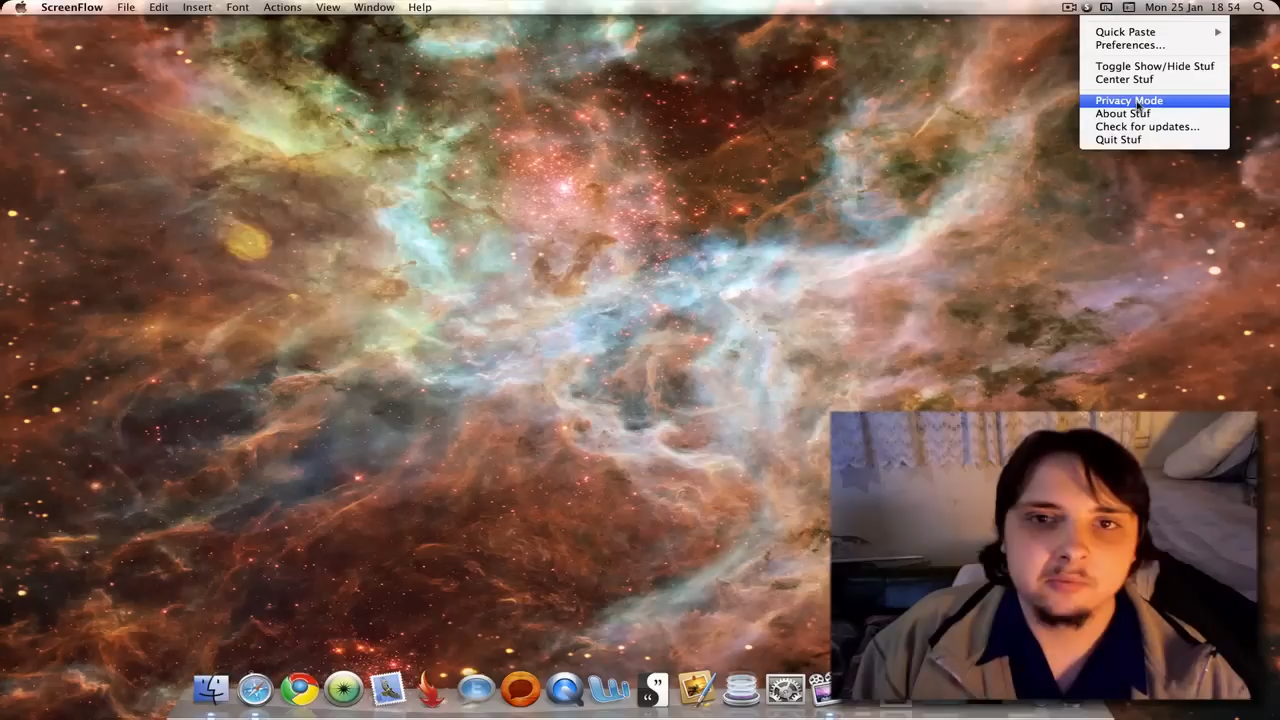 ScreenFlow File Edit Insert Font Actions View Window Help Mon 25 Jan 18 54
Quick Paste
Preferences...
Toggle Show/Hide Stuf
Center Stuf
Privacy Mode
About Stuf
Check for updates...
Quit Stuf